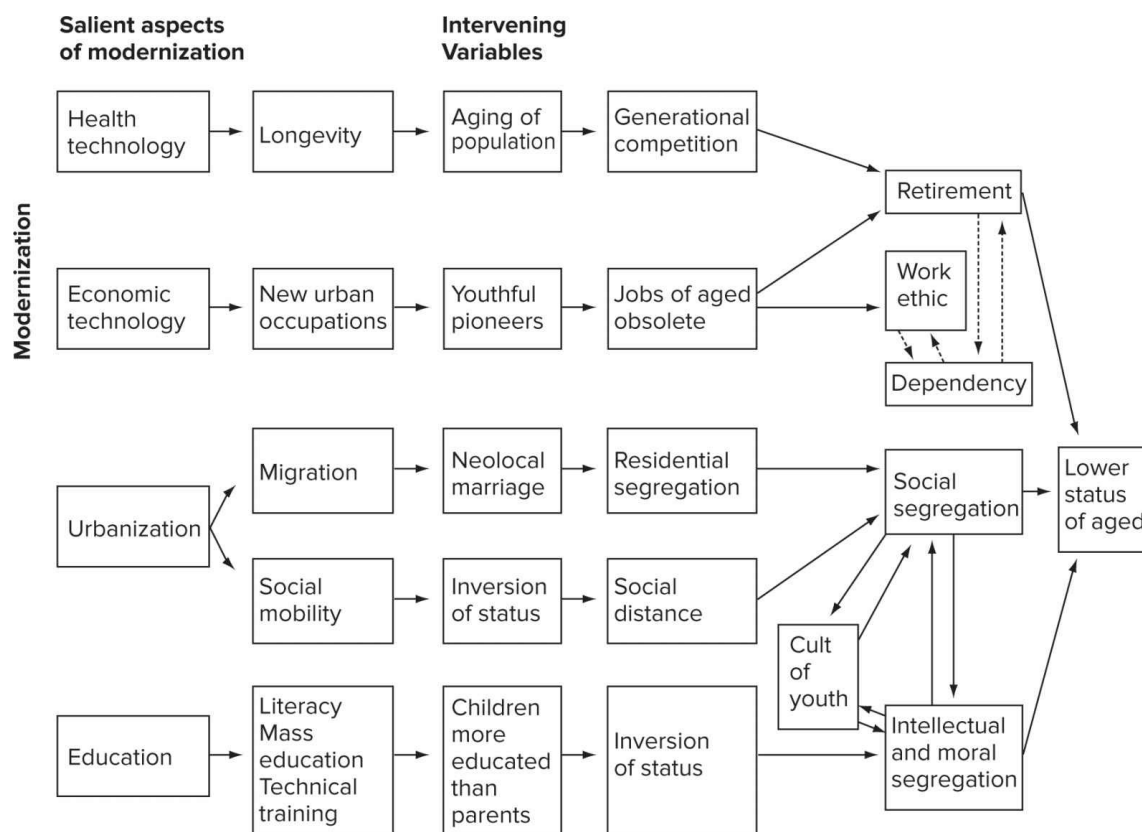 Salient aspects
of modernization
Intervening
Variables
Modernization
Health
technology
Longevity
Aging of
population
Generational
competition
Retirement
Economic
technology
New urban
occupations
Youthful
pioneers
Jobs of aged
obsolete
Work
ethic
Dependency
Urbanization
Migration
Neolocal
marriage
Residential
segregation
Social
segregation
Lower
status
of aged
Social
mobility
Inversion
of status
Social
distance
Cult
of
youth
Education
Literacy
Mass
education
Technical
training
Children
more
educated
than
parents
Inversion
of status
Intellectual
and moral
segregation